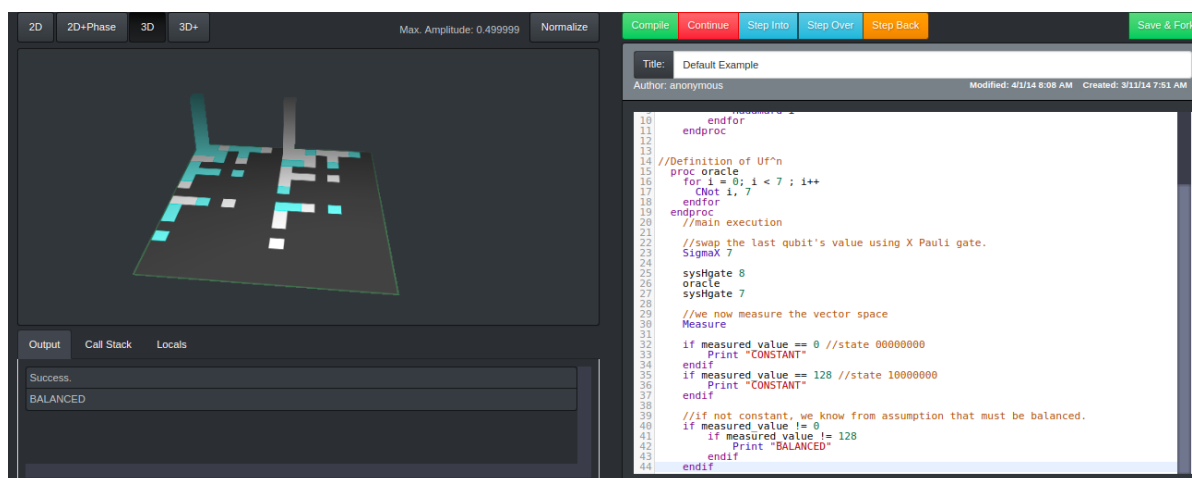 2D 2D+Phase 3D 3D+ Max. Amplitude: 0.499999 Normalize
Compile Continue Step Into Step Over Step Back Save & Fork
Title: Default Example
Author: anonymous Modified: 4/1/14 8:08 AM Created: 3/11/14 7:51 AM
10 endfor
11 endproc
12
13
14 //Definition of Uf^n
15 proc oracle
16 for i = 0; i < 7 ; i++
17 CNot i, 7
18 endfor
19 endproc
20 //main execution
21
22 //swap the last qubit's value using X Pauli gate.
23 SigmaX 7
24
25 sysHgate 8
26 oracle
27 sysHgate 7
28
29 //we now measure the vector space
30 Measure
31
32 if measured_value == 0 //state 00000000
33 Print "CONSTANT"
34 endif
35 if measured_value == 128 //state 10000000
36 Print "CONSTANT"
37 endif
38
39 //if not constant, we know from assumption that must be balanced.
40 if measured_value != 0
41 if measured_value != 128
42 Print "BALANCED"
43 endif
44 endif
Output Call Stack Locals
Success.
BALANCED